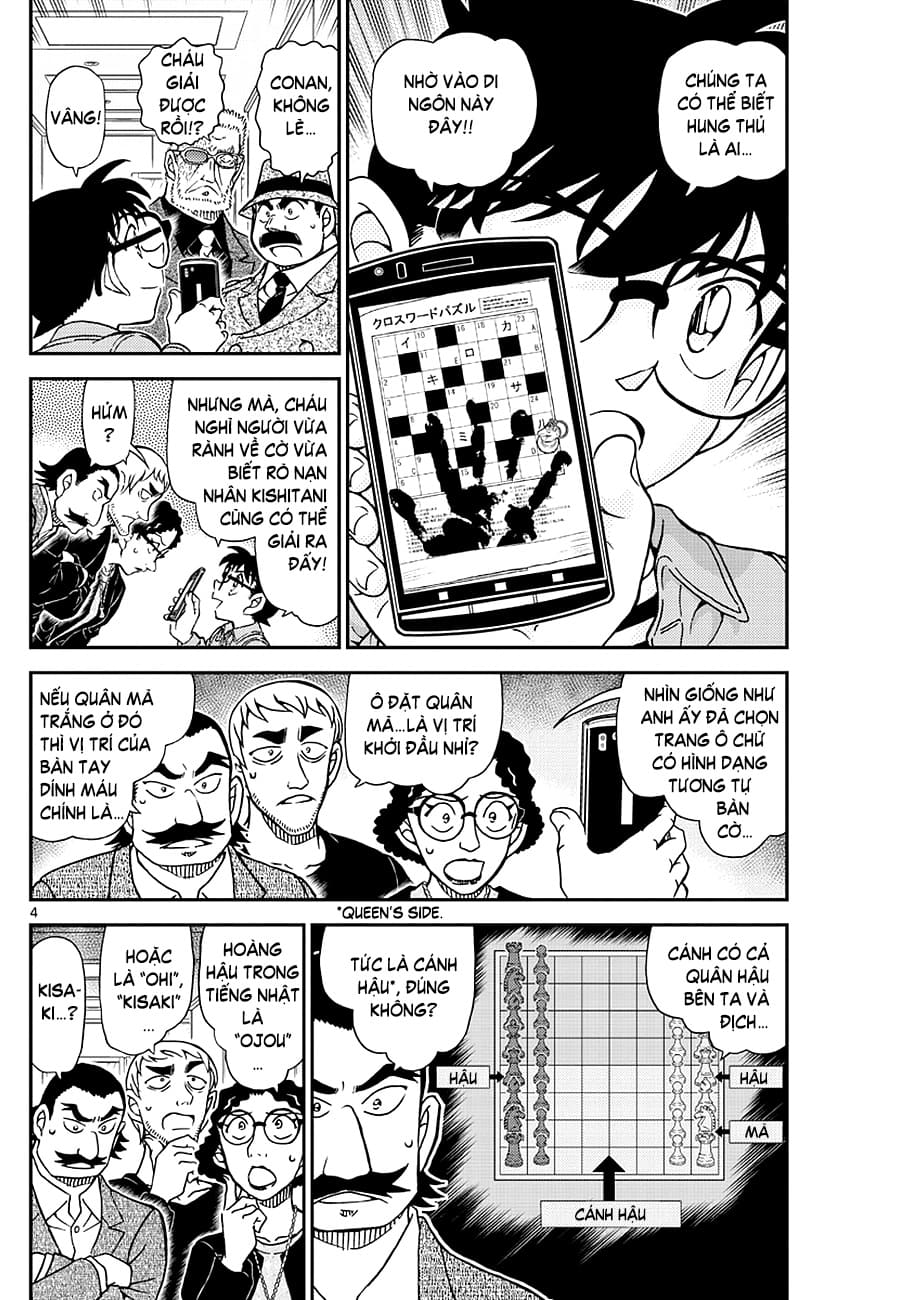 CHÚNG TA
CÓ THỂ BIẾT
HUNG THỦ
LÀ AI...
NHỜ VÀO DI
NGÔN NÀY
ĐÂY!!
クロスワードパズル
イ
カ
ロ
キ
サ
ミ
ハ
CONAN,
KHÔNG
LẼ...
CHÁU
GIẢI
ĐƯỢC
RỒI!?
VÂNG!
NHƯNG MÀ, CHÁU
NGHĨ NGƯỜI VỪA
RÀNH VỀ CỜ VỪA
BIẾT RÕ NẠN
NHÂN KISHITANI
CŨNG CÓ THỂ
GIẢI RA
ĐẤY!
HỬM
?
NHÌN GIỐNG NHƯ
ANH ẤY ĐÃ CHỌN
TRANG Ô CHỮ
CÓ HÌNH DẠNG
TƯƠNG TỰ
BÀN
CỜ...
Ô ĐẶT QUÂN
MÃ...LÀ VỊ TRÍ
KHỞI ĐẦU NHỈ?
NẾU QUÂN MÃ
TRẮNG Ở ĐÓ
THÌ VỊ TRÍ CỦA
BÀN TAY
DÍNH MÁU
CHÍNH LÀ...
4
*QUEEN'S SIDE.
CÁNH CÓ CẢ
QUÂN HẬU
BÊN TA VÀ
ĐỊCH...
HẬU
HẬU
MÃ
CÁNH HẬU
TỨC LÀ CÁNH
HẬU*, ĐÚNG
KHÔNG?
HOÀNG
HẬU TRONG
TIẾNG NHẬT
LÀ
"OJOU"
...
HOẶC
LÀ "OHI",
"KISAKI"
...
KISA-
KI...?